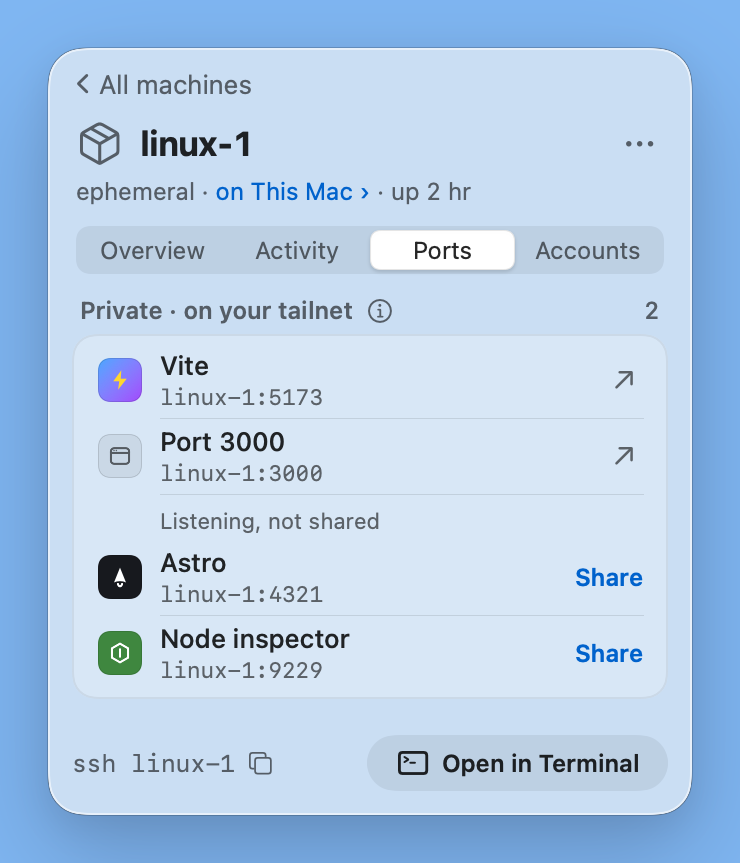 All machines
linux-1
ephemeral · on This Mac › · up 2 hr
Overview Activity Ports Accounts
Private · on your tailnet 2
Vite
linux-1:5173
Port 3000
linux-1:3000
Listening, not shared
Astro
linux-1:4321
Share
Node inspector
linux-1:9229
Share
ssh linux-1
Open in Terminal